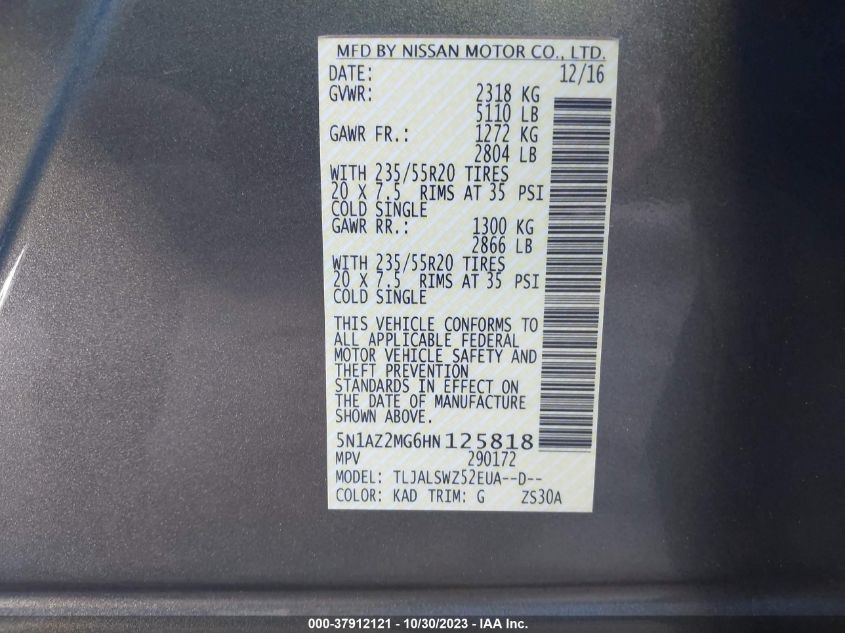 MFD BY NISSAN MOTOR CO., LTD.
DATE: 12/16
GVWR: 2318 KG
5110 LB
GAWR FR.: 1272 KG
2804 LB
WITH 235/55R20 TIRES
20 X 7.5 RIMS AT 35 PSI
COLD SINGLE
GAWR RR.: 1300 KG
2866 LB
WITH 235/55R20 TIRES
20 X 7.5 RIMS AT 35 PSI
COLD SINGLE
THIS VEHICLE CONFORMS TO
ALL APPLICABLE FEDERAL
MOTOR VEHICLE SAFETY AND
THEFT PREVENTION
STANDARDS IN EFFECT ON
THE DATE OF MANUFACTURE
SHOWN ABOVE.
5N1AZ2MG6HN125818
MPV 290172
MODEL: TLJALSWZ52EUA--D--
COLOR: KAD TRIM: G ZS30A
000-37912121 - 10/30/2023 - IAA Inc.